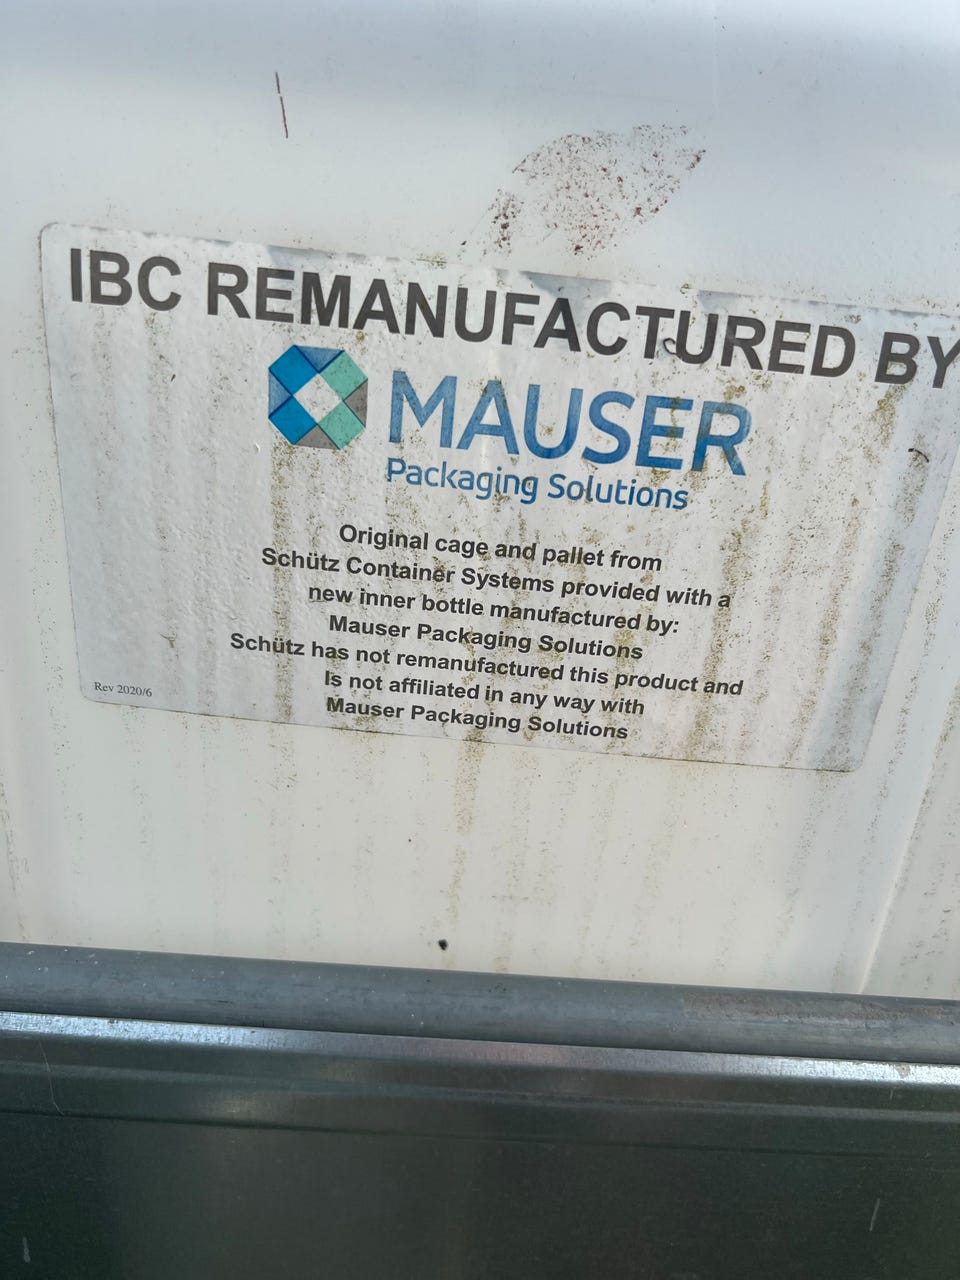 IBC REMANUFACTURED BY
MAUSER
Packaging Solutions
Original cage and pallet from
Schütz Container Systems provided with a
new inner bottle manufactured by:
Mauser Packaging Solutions
Schütz has not remanufactured this product and
Is not affiliated in any way with
Mauser Packaging Solutions
Rev 2020/6